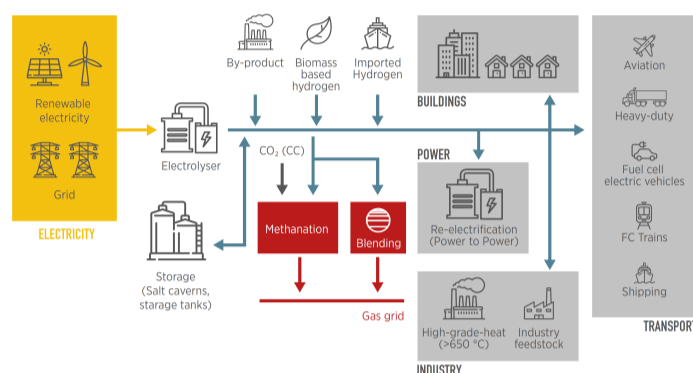 By-product
Biomass
based
hydrogen
Imported
Hydrogen
BUILDINGS
Aviation
Heavy-duty
Fuel cell
electric vehicles
FC Trains
Shipping
TRANSPORT
Renewable
electricity
Grid
ELECTRICITY
Electrolyser
CO₂ (CC)
POWER
Re-electrification
(Power to Power)
Methanation
Blending
Gas grid
Storage
(Salt caverns,
starage tanks)
High-grade-heat
(>650 °C)
Industry
feedstock
INDUSTRY